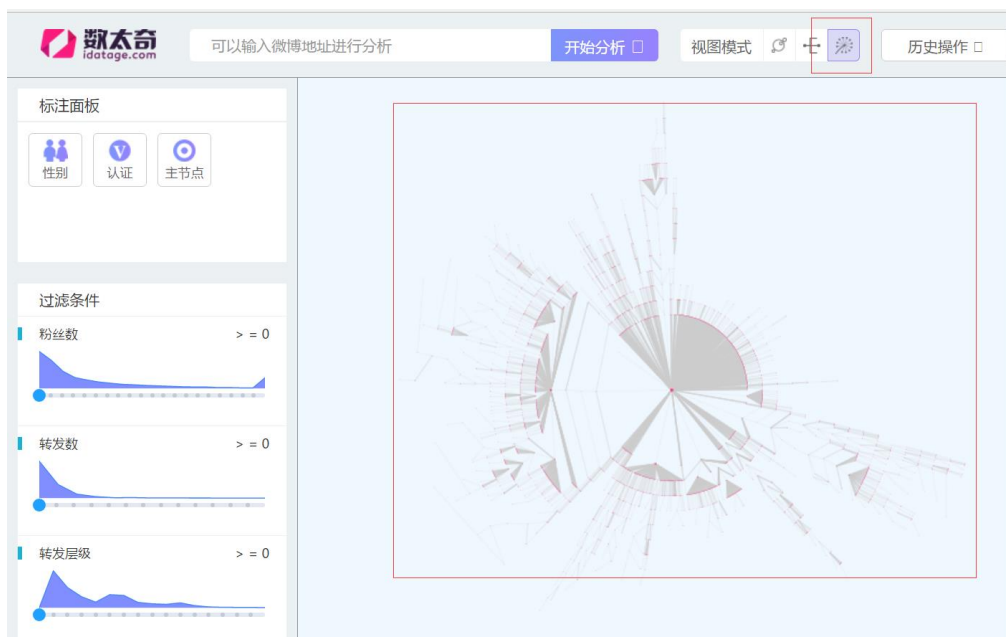 数太奇
idatage.com
可以输入微博地址进行分析
开始分析
视图模式
历史操作
标注面板
性别
V
认证
主节点
过滤条件
粉丝数 > = 0
转发数 > = 0
转发层级 > = 0